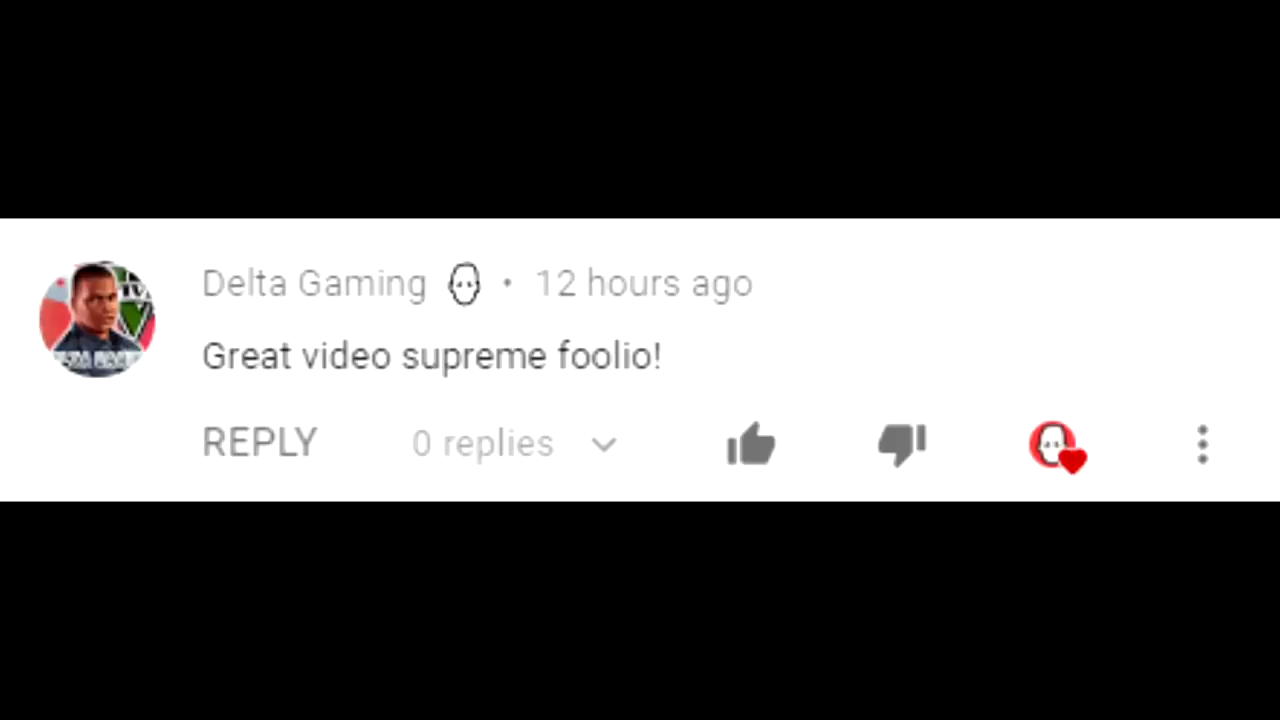 Delta Gaming • 12 hours ago
Great video supreme foolio!
REPLY 0 replies